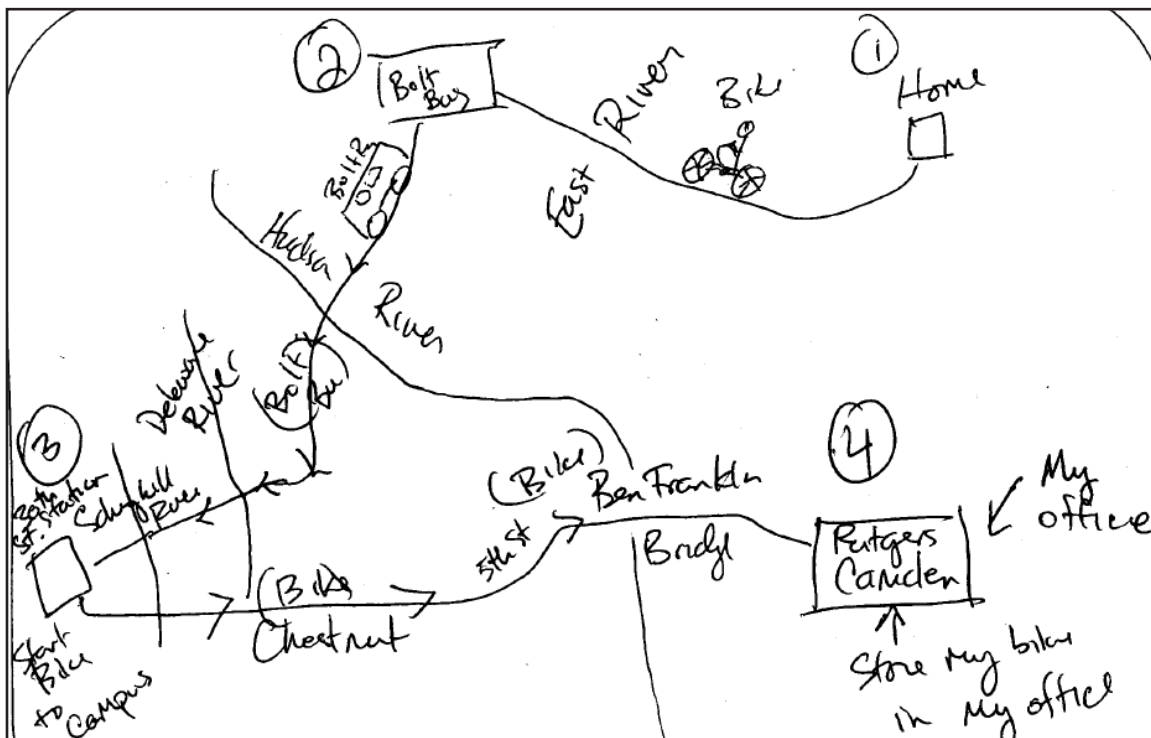 1
Home
Bike
East
River
2
Bolt
Bus
Bolt Bus
Hudson
River
(Bolt
Bus)
Deleware
River
Schuylkill
River
3
30th
St. Station
Start
Bike
to
Campus
(Bike)
Chestnut
5th St
(Bike)
Ben Franklin
Bridge
4
Rutgers
Camden
My
office
Store my bike
in my office